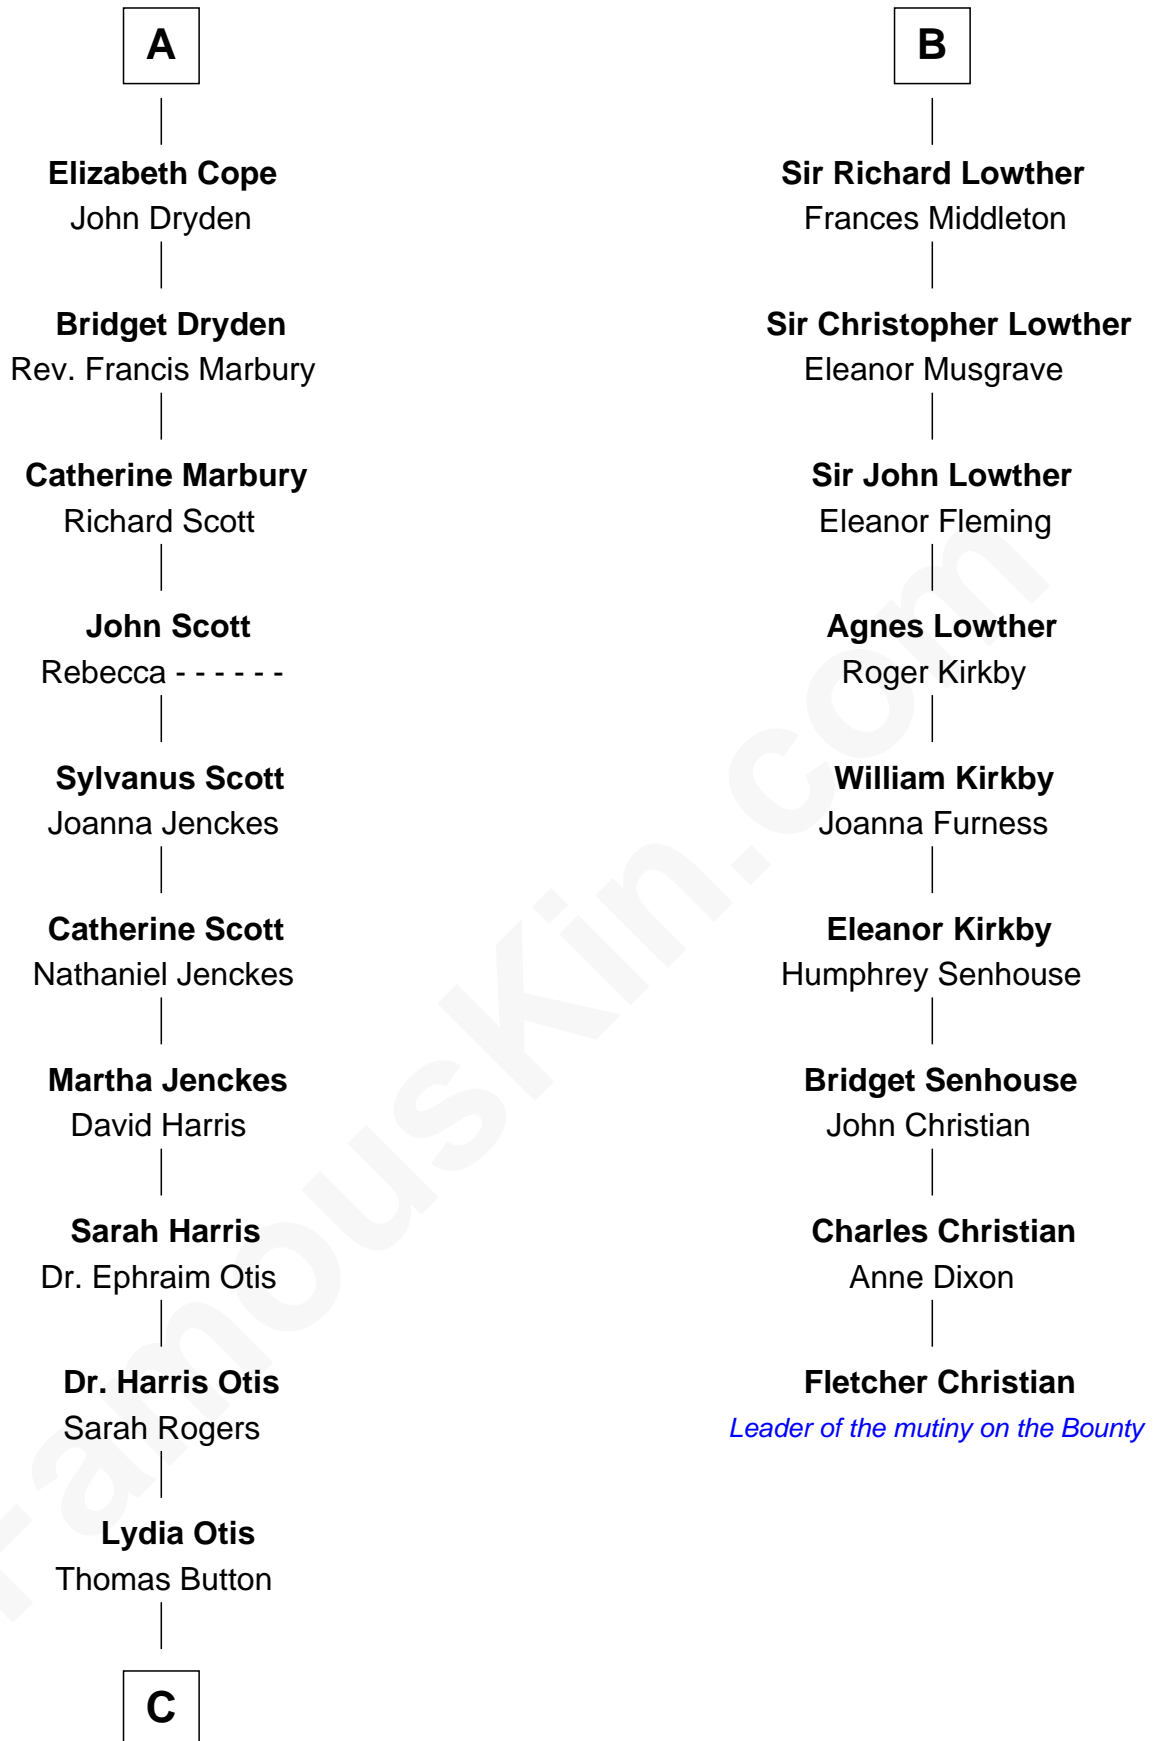 A
Elizabeth Cope
John Dryden
Bridget Dryden
Rev. Francis Marbury
Catherine Marbury
Richard Scott
John Scott
Rebecca - - - - - -
Sylvanus Scott
Joanna Jenckes
Catherine Scott
Nathaniel Jenckes
Martha Jenckes
David Harris
Sarah Harris
Dr. Ephraim Otis
Dr. Harris Otis
Sarah Rogers
Lydia Otis
Thomas Button
C
B
Sir Richard Lowther
Frances Middleton
Sir Christopher Lowther
Eleanor Musgrave
Sir John Lowther
Eleanor Fleming
Agnes Lowther
Roger Kirkby
William Kirkby
Joanna Furness
Eleanor Kirkby
Humphrey Senhouse
Bridget Senhouse
John Christian
Charles Christian
Anne Dixon
Fletcher Christian
Leader of the mutiny on the Bounty
FamousKin.com